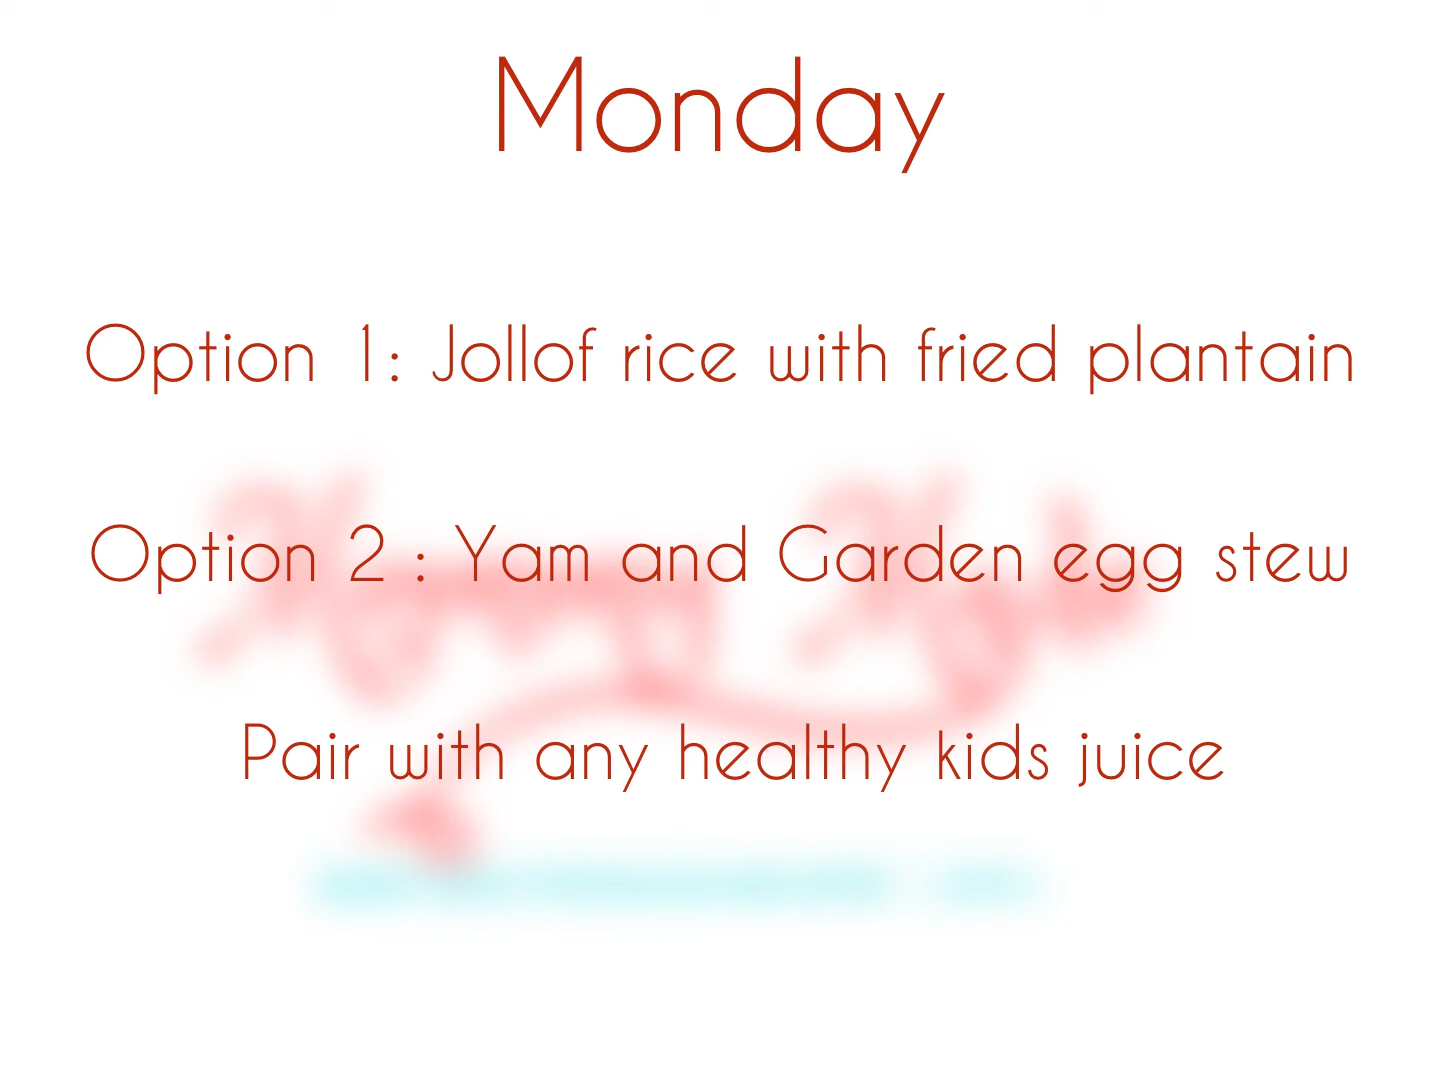 Monday
Option 1: Jollof rice with fried plantain
Option 2 : Yam and Garden egg stew
Pair with any healthy kids juice